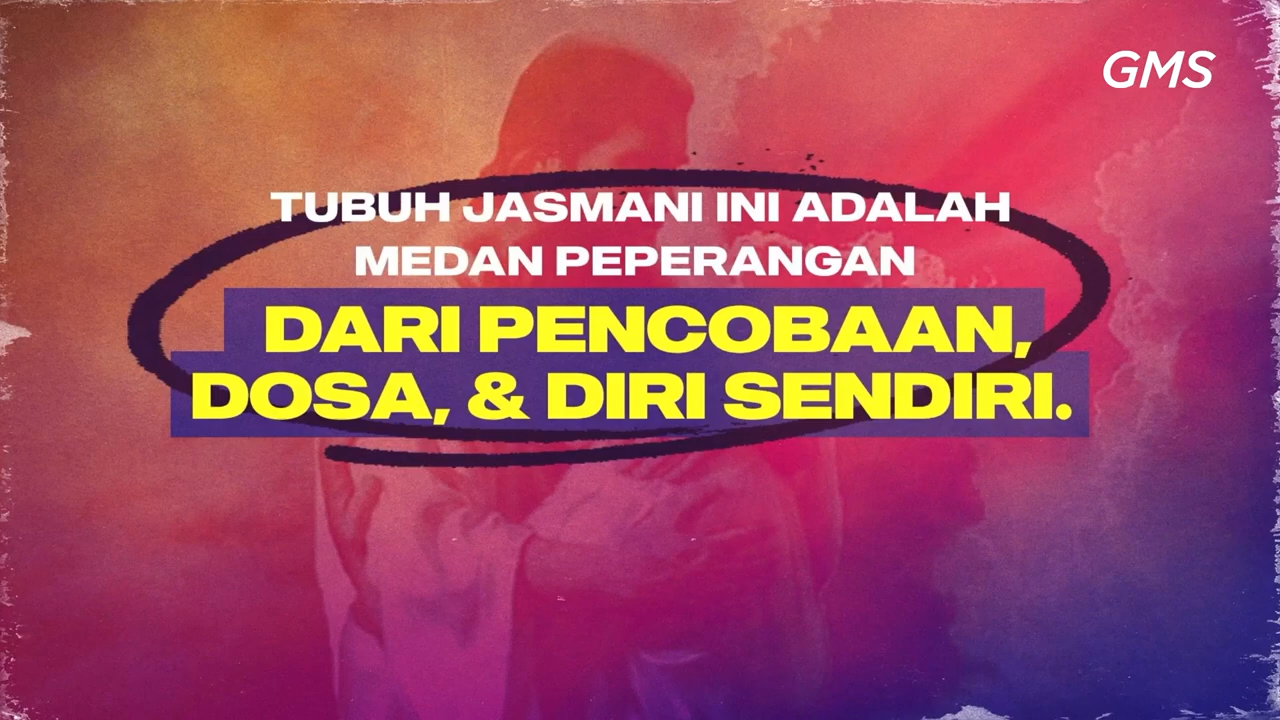 GMS
TUBUH JASMANI INI ADALAH
MEDAN PEPERANGAN
DARI PENCOBAAN,
DOSA, & DIRI SENDIRI.